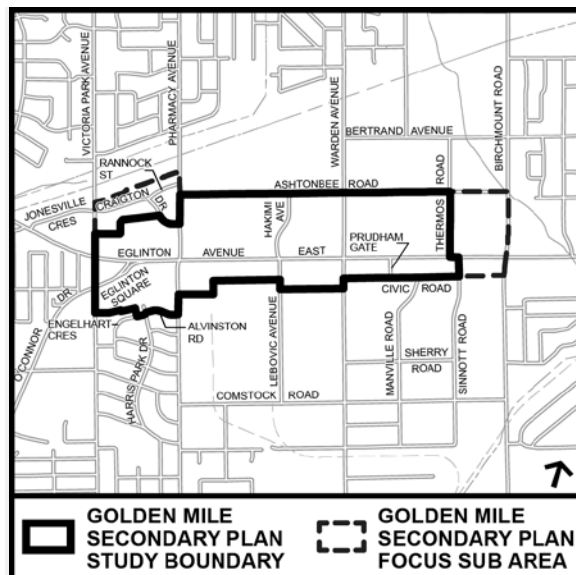 VICTORIA PARK AVENUE
PHARMACY AVENUE
WARDEN AVENUE
BIRCHMOUNT ROAD
BERTRAND AVENUE
RANNOCK
ST
ASHTONBEE ROAD
JONESVILLE
CRES
CRAIGTON
DR
HAKIMI
AVE
THERMOS
ROAD
PRUDHAM
GATE
EGLINTON AVENUE EAST
EGLINTON
SQUARE
CIVIC ROAD
O'CONNOR DR
ENGELHART
CRES
ALVINSTON
RD
HARRIS PARK DR
LEBOVIC AVENUE
MANVILLE ROAD
SHERRY
ROAD
SINNOTT ROAD
COMSTOCK ROAD
GOLDEN MILE
SECONDARY PLAN
STUDY BOUNDARY
GOLDEN MILE
SECONDARY PLAN
FOCUS SUB AREA